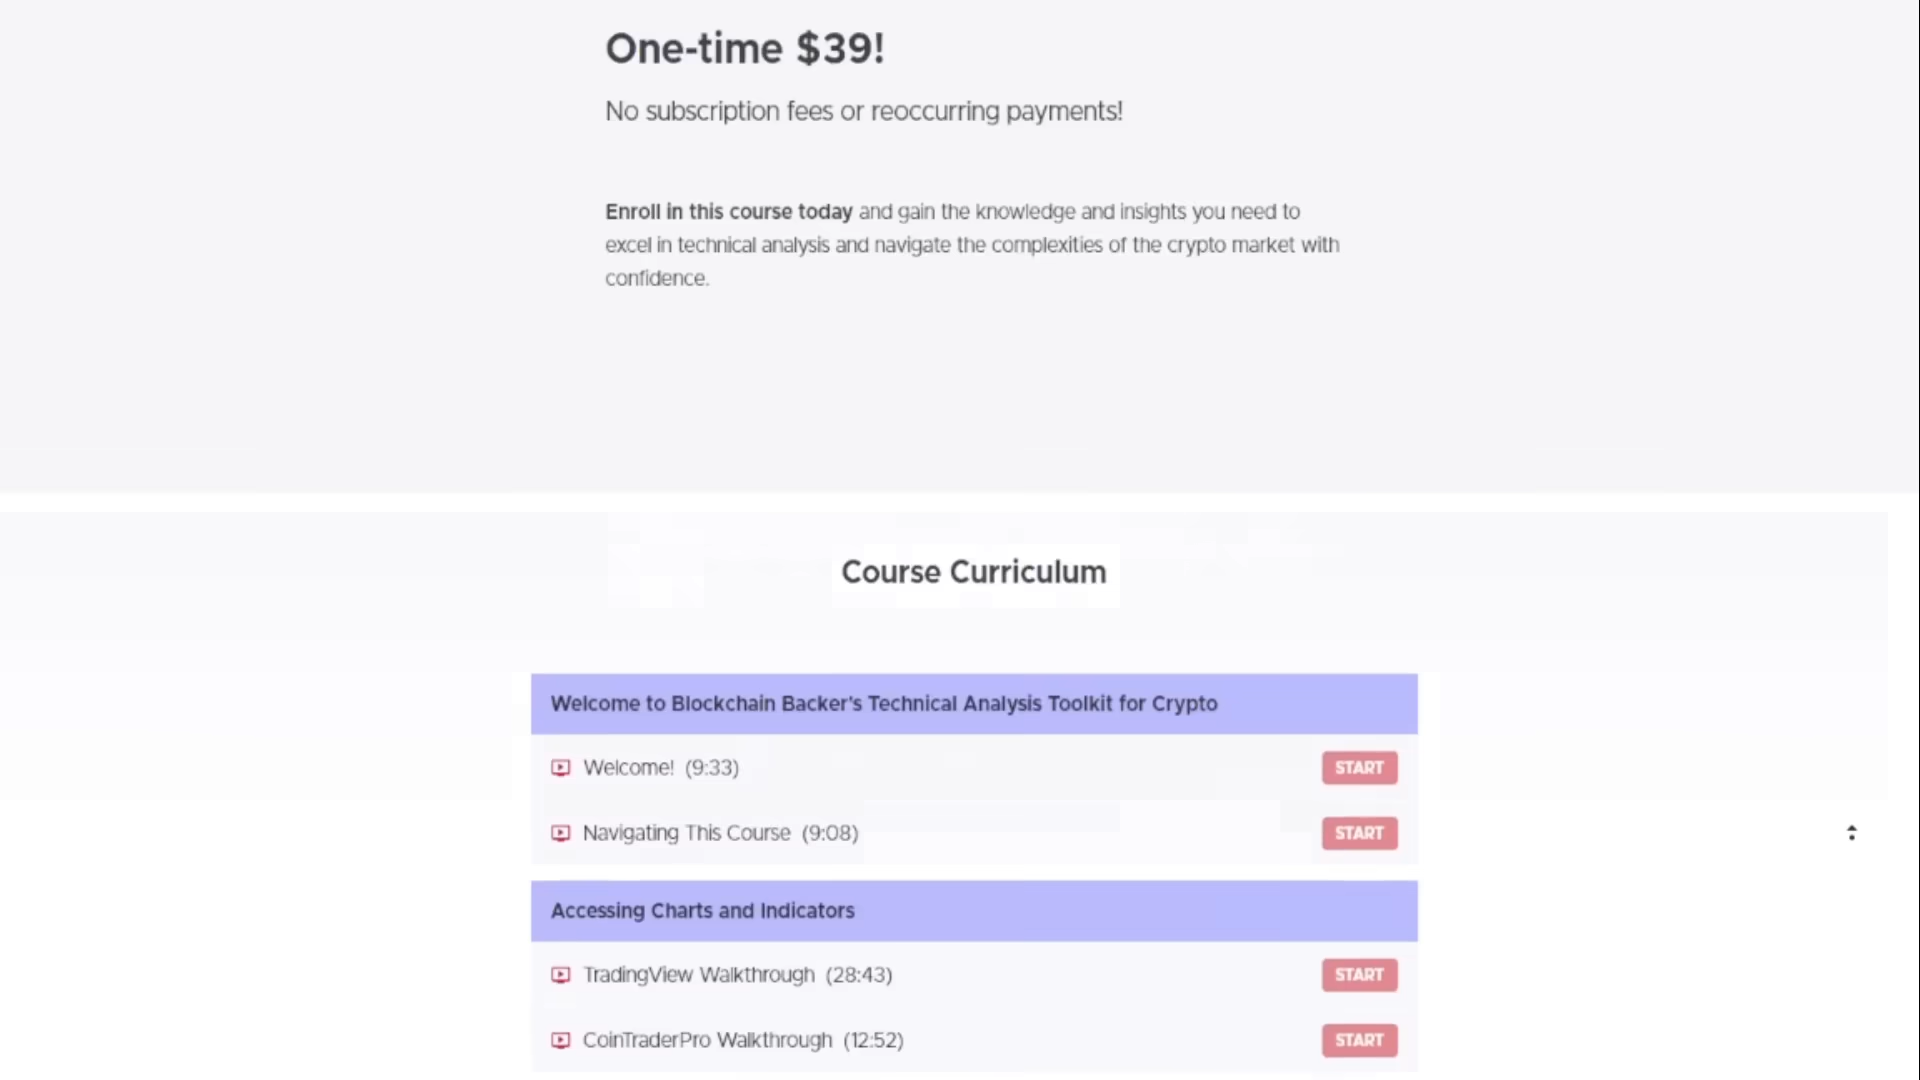 One-time $39!
No subscription fees or reoccurring payments!
Enroll in this course today and gain the knowledge and insights you need to
excel in technical analysis and navigate the complexities of the crypto market with
confidence.
Course Curriculum
Welcome to Blockchain Backer's Technical Analysis Toolkit for Crypto
Welcome! (9:33)
START
Navigating This Course (9:08)
START
Accessing Charts and Indicators
TradingView Walkthrough (28:43)
START
CoinTraderPro Walkthrough (12:52)
START